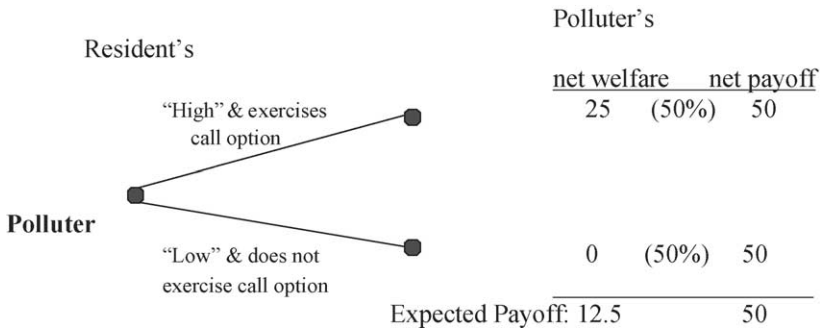 Polluter's
Resident's
net welfare net payoff
"High" & exercises
call option
25 (50%) 50
Polluter
"Low" & does not
exercise call option
0 (50%) 50
Expected Payoff: 12.5 50